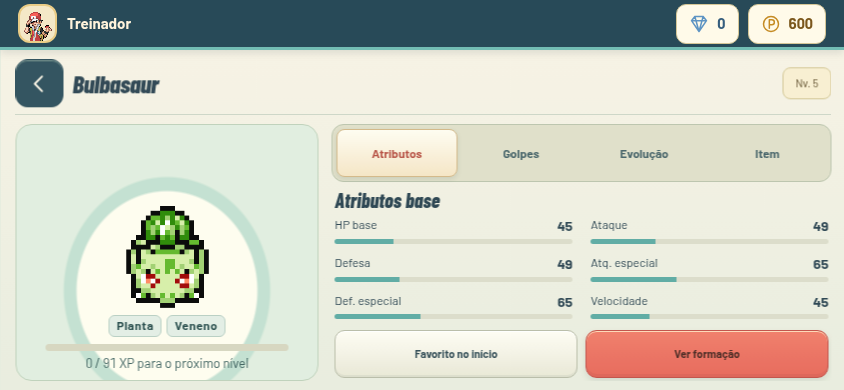 Treinador
0
600
Bulbasaur
Nv. 5
Atributos
Golpes
Evolução
Item
Atributos base
HP base 45
Ataque 49
Defesa 49
Atq. especial 65
Def. especial 65
Velocidade 45
Planta
Veneno
0 / 91 XP para o próximo nível
Favorito no início
Ver formação